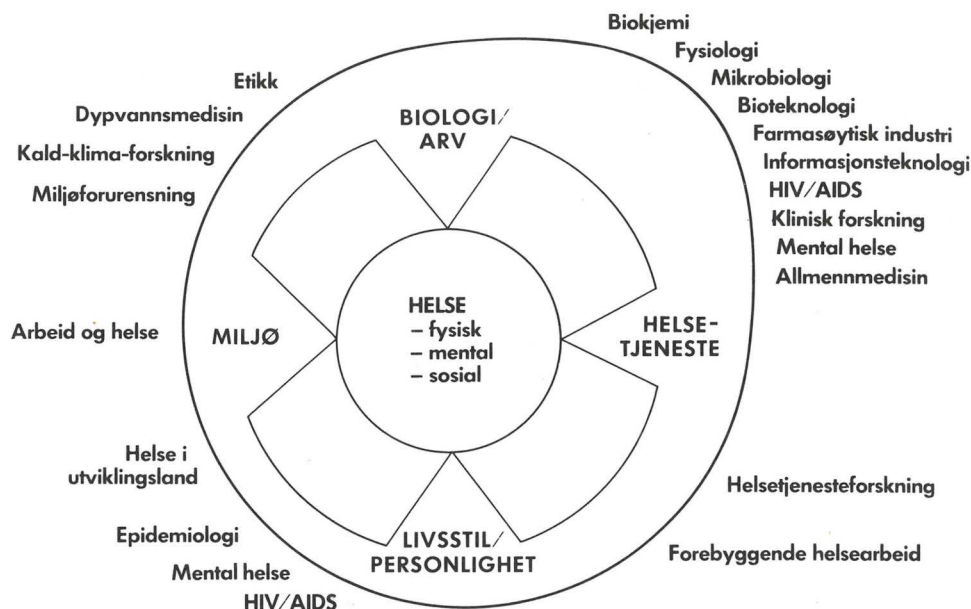 Biokjemi
Fysiologi
Mikrobiologi
Bioteknologi
Farmasøytisk industri
Informasjonsteknologi
HIV/AIDS
Klinisk forskning
Mental helse
Allmennmedisin
Etikk
Dypvannsmedisin
Kald-klima-forskning
Miljøforurensning
Arbeid og helse
BIOLOGI/
ARV
MILJØ
HELSE
– fysisk
– mental
– sosial
HELSE-
TJENESTE
LIVSSTIL/
PERSONLIGHET
Helse i
utviklingsland
Epidemiologi
Mental helse
HIV/AIDS
Helsetjenesteforskning
Forebyggende helsearbeid